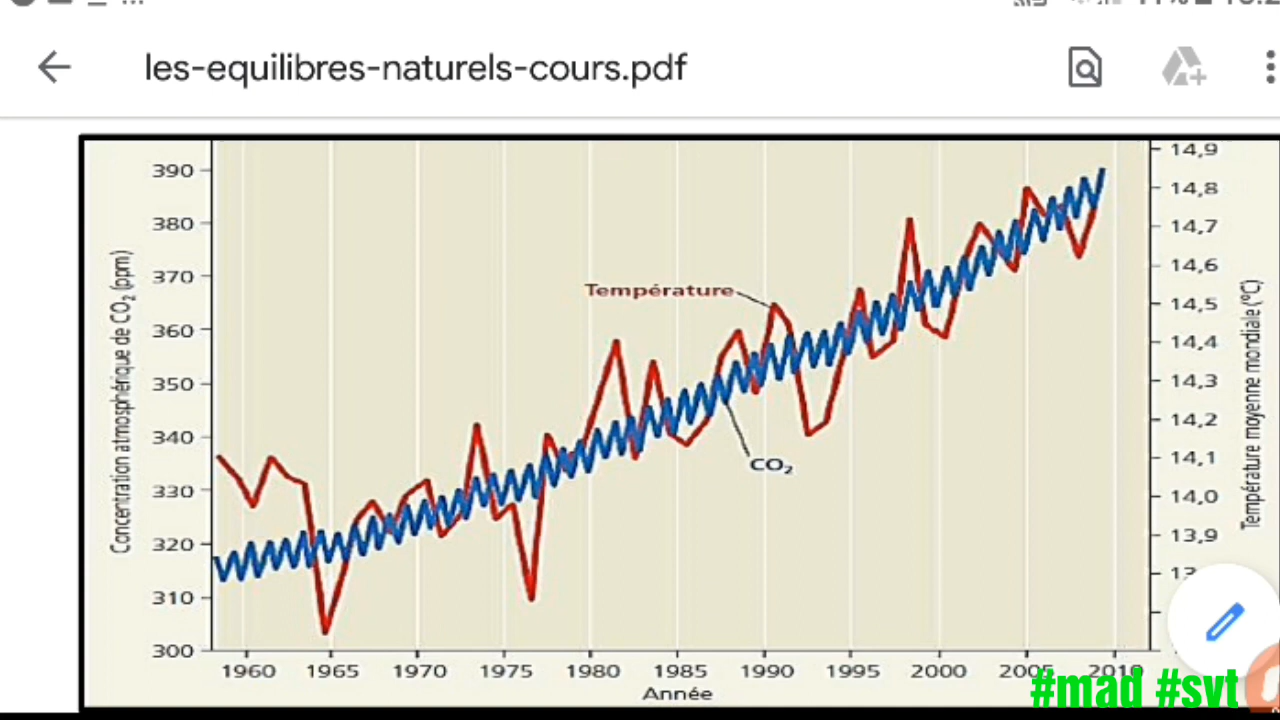 les-equilibres-naturels-cours.pdf
Concentration atmosphérique de CO₂ (ppm)
390
380
370
360
350
340
330
320
310
300
Température
CO₂
14,9
14,8
14,7
14,6
14,5
14,4
14,3
14,2
14,1
14,0
13,9
Température moyenne mondiale (°C)
1960 1965 1970 1975 1980 1985 1990 1995 2000 2005 2010
Année
#mad #svt